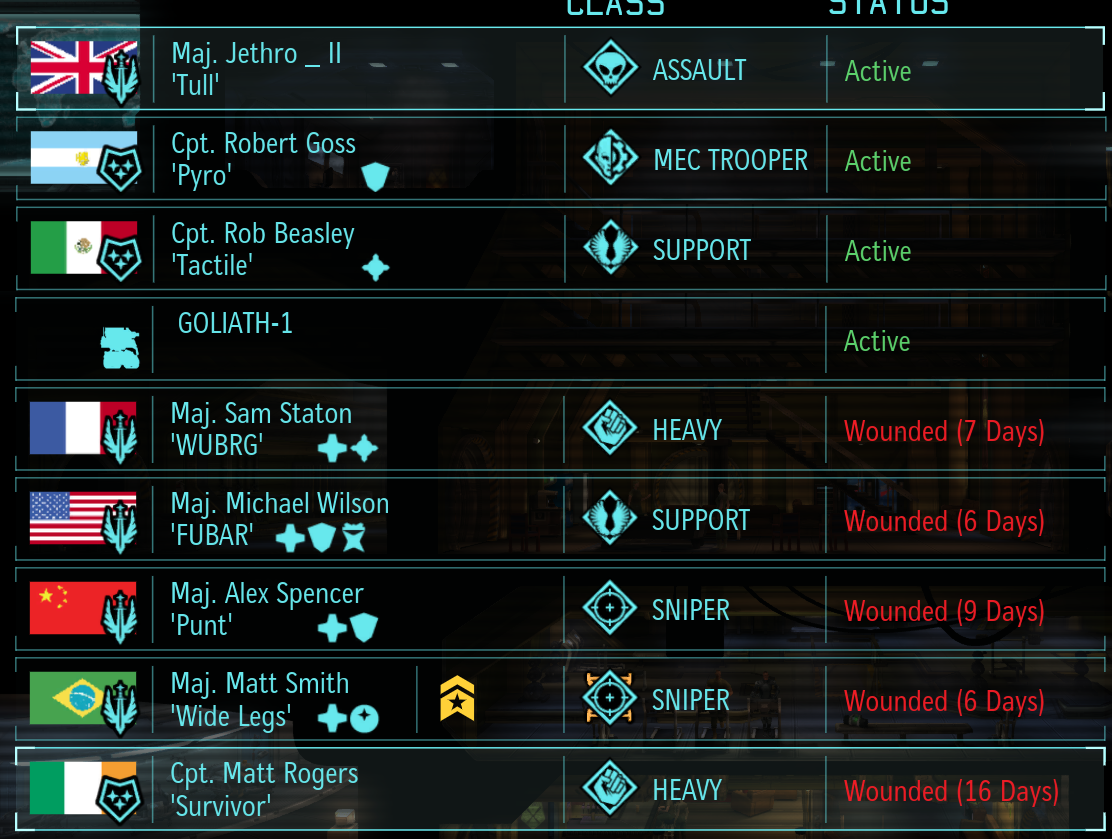 CLASS STATUS
Maj. Jethro _ II
'Tull'
ASSAULT
Active
Cpt. Robert Goss
'Pyro'
MEC TROOPER
Active
Cpt. Rob Beasley
'Tactile'
SUPPORT
Active
GOLIATH-1
Active
Maj. Sam Staton
'WUBRG'
HEAVY
Wounded (7 Days)
Maj. Michael Wilson
'FUBAR'
SUPPORT
Wounded (6 Days)
Maj. Alex Spencer
'Punt'
SNIPER
Wounded (9 Days)
Maj. Matt Smith
'Wide Legs'
SNIPER
Wounded (6 Days)
Cpt. Matt Rogers
'Survivor'
HEAVY
Wounded (16 Days)